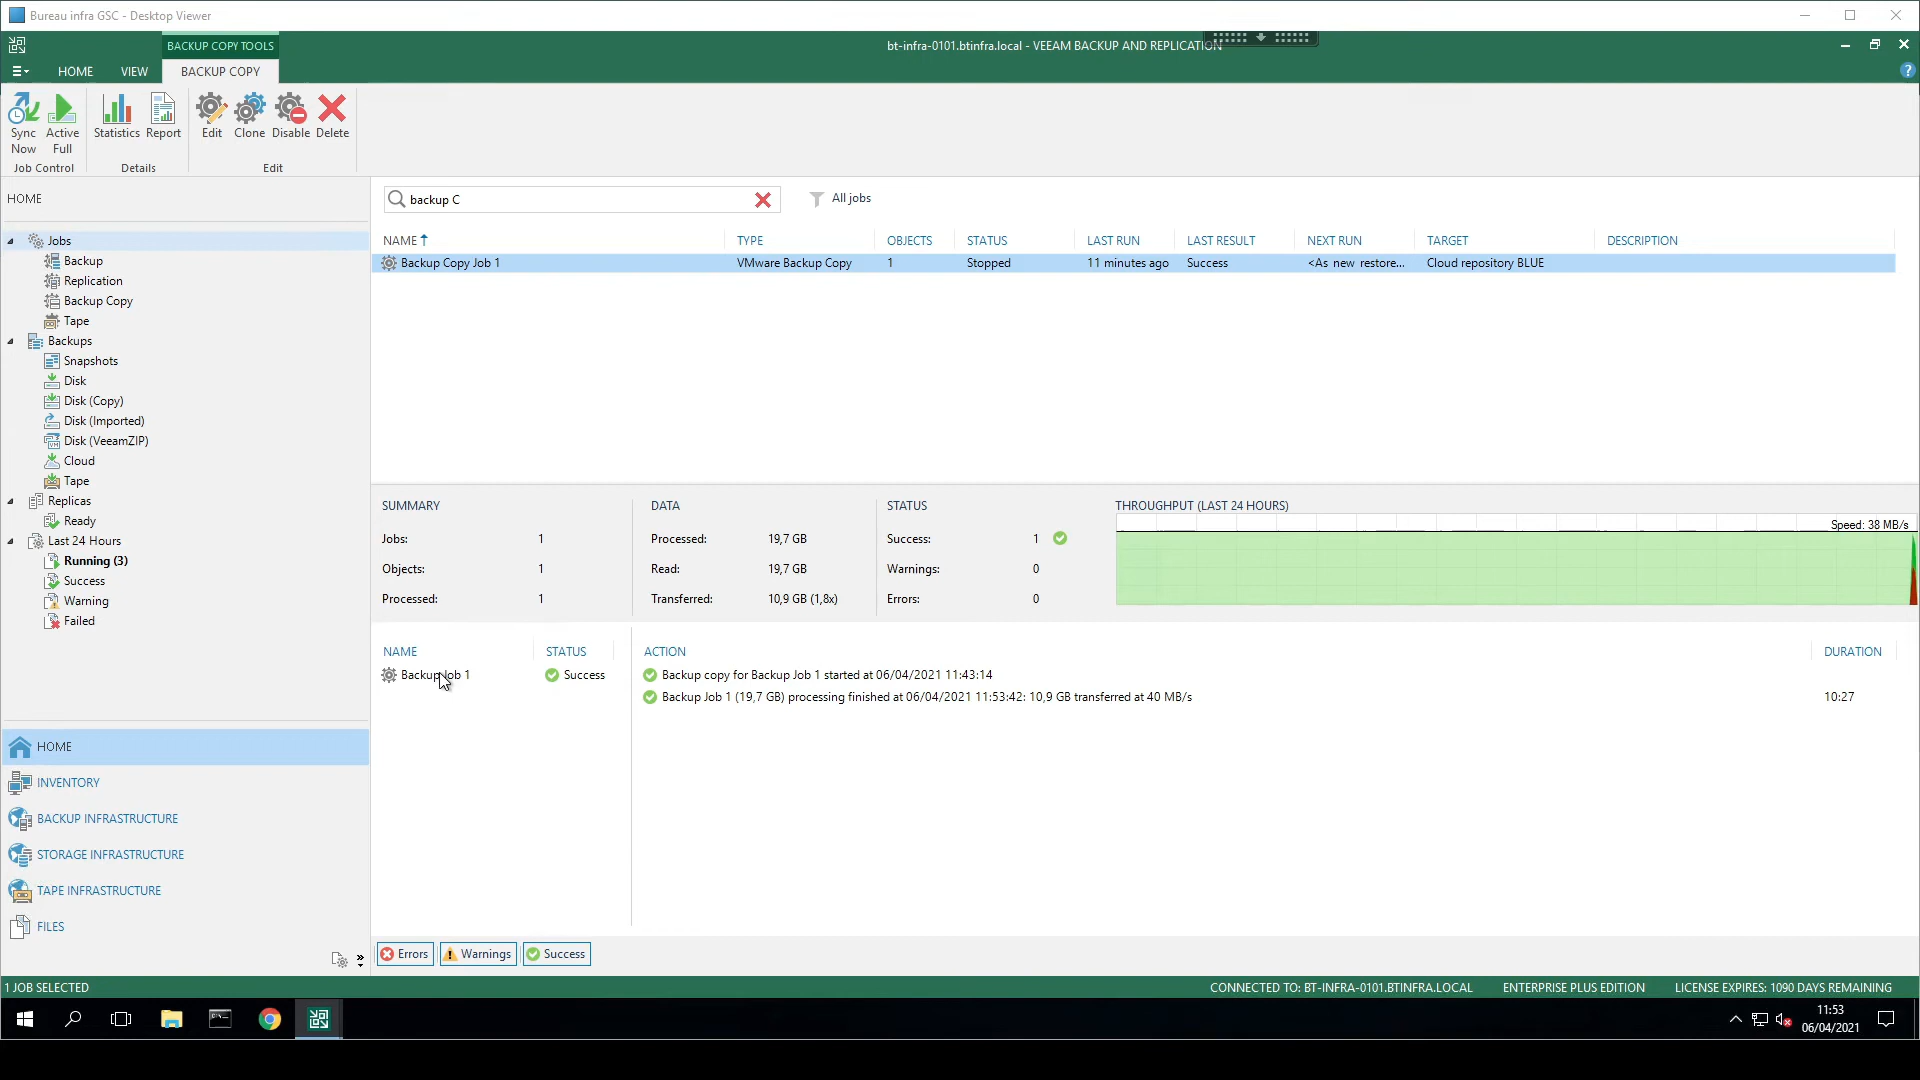 Bureau infra GSC - Desktop Viewer
BACKUP COPY TOOLS
bt-infra-0101.btinfra.local - VEEAM BACKUP AND REPLICATION
HOME VIEW BACKUP COPY
Sync Now
Active Full
Statistics
Report
Edit
Clone
Disable
Delete
Job Control
Details
Edit
HOME
Jobs
Backup
Replication
Backup Copy
Tape
Backups
Snapshots
Disk
Disk (Copy)
Disk (Imported)
Disk (VeeamZIP)
Cloud
Tape
Replicas
Ready
Last 24 Hours
Running (3)
Success
Warning
Failed
HOME
INVENTORY
BACKUP INFRASTRUCTURE
STORAGE INFRASTRUCTURE
TAPE INFRASTRUCTURE
FILES
backup C
All jobs
NAME TYPE OBJECTS STATUS LAST RUN LAST RESULT NEXT RUN TARGET DESCRIPTION
Backup Copy Job 1 VMware Backup Copy 1 Stopped 11 minutes ago Success <As new restore... Cloud repository BLUE
SUMMARY
Jobs: 1
Objects: 1
Processed: 1
DATA
Processed: 19,7 GB
Read: 19,7 GB
Transferred: 10,9 GB (1,8x)
STATUS
Success: 1
Warnings: 0
Errors: 0
THROUGHPUT (LAST 24 HOURS)
Speed: 38 MB/s
NAME STATUS
Backup Job 1 Success
ACTION DURATION
Backup copy for Backup Job 1 started at 06/04/2021 11:43:14
Backup Job 1 (19,7 GB) processing finished at 06/04/2021 11:53:42: 10,9 GB transferred at 40 MB/s 10:27
Errors Warnings Success
1 JOB SELECTED
CONNECTED TO: BT-INFRA-0101.BTINFRA.LOCAL ENTERPRISE PLUS EDITION LICENSE EXPIRES: 1090 DAYS REMAINING
11:53
06/04/2021